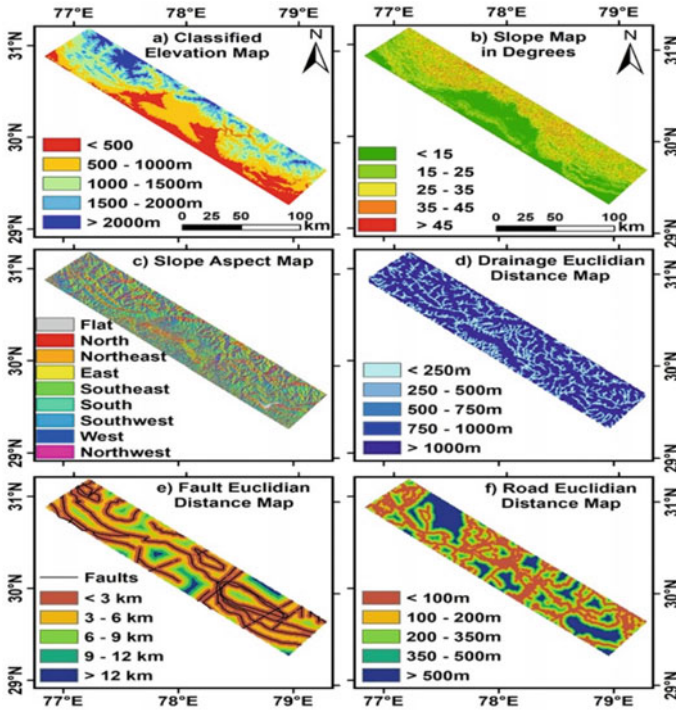 77°E 78°E 79°E 77°E 78°E 79°E
a) Classified
Elevation Map
N
31°N
30°N
29°N
< 500
500 - 1000m
1000 - 1500m
1500 - 2000m
> 2000m
0 25 50 100
km
b) Slope Map
in Degrees
N
31°N
30°N
29°N
< 15
15 - 25
25 - 35
35 - 45
> 45
0 25 50 100
km
c) Slope Aspect Map
31°N
30°N
29°N
Flat
North
Northeast
East
Southeast
South
Southwest
West
Northwest
d) Drainage Euclidian
Distance Map
31°N
30°N
29°N
< 250m
250 - 500m
500 - 750m
750 - 1000m
> 1000m
e) Fault Euclidian
Distance Map
31°N
30°N
29°N
Faults
< 3 km
3 - 6 km
6 - 9 km
9 - 12 km
> 12 km
f) Road Euclidian
Distance Map
31°N
30°N
29°N
< 100m
100 - 200m
200 - 350m
350 - 500m
> 500m
77°E 78°E 79°E 77°E 78°E 79°E